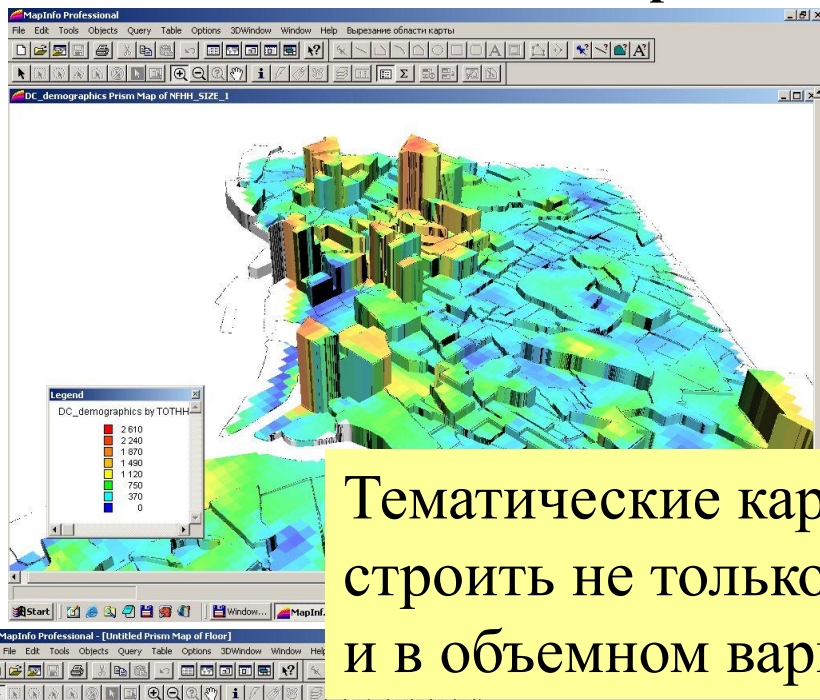 MapInfo Professional
File Edit Tools Objects Query Table Options 3DWindow Window Help Вырезание области карты
DC_demographics Prism Map of NFHH_SIZE_1
Legend
DC_demographics by TOTHH
2 610
2 240
1 870
1 490
1 120
750
370
0
Тематические кар
строить не только
и в объемном вари
Start Window... MapInf.
MapInfo Professional - [Untitled Prism Map of Floor]
File Edit Tools Objects Query Table Options 3DWindow Window Help